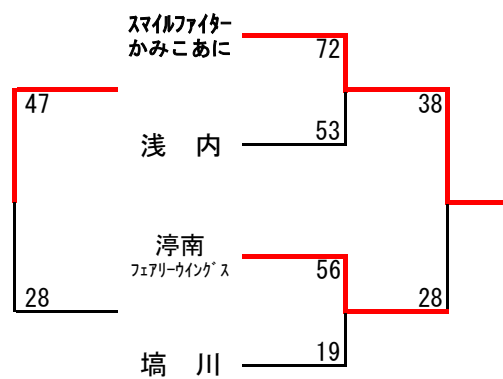 スマイルファイター
かみこあに
72
47
38
53
浅　内
渟南
フェアリーウイングス
56
28
28
19
塙　川